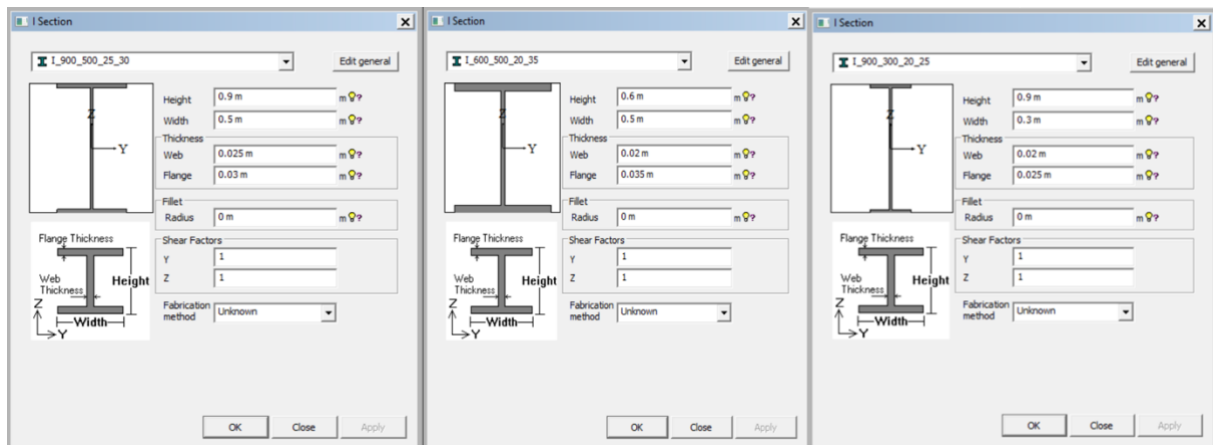 I Section
I_900_500_25_30
Edit general
Z
Y
Height 0.9 m m
Width 0.5 m m
Thickness
Web 0.025 m m
Flange 0.03 m m
Fillet
Radius 0 m m
Flange Thickness
Web
Thickness
Height
Z
Width
Y
Shear Factors
Y 1
Z 1
Fabrication
method Unknown
OK Close Apply
I Section
I_600_500_20_35
Edit general
Z
Y
Height 0.6 m m
Width 0.5 m m
Thickness
Web 0.02 m m
Flange 0.035 m m
Fillet
Radius 0 m m
Flange Thickness
Web
Thickness
Height
Z
Width
Y
Shear Factors
Y 1
Z 1
Fabrication
method Unknown
OK Close Apply
I Section
I_900_300_20_25
Edit general
Z
Y
Height 0.9 m m
Width 0.3 m m
Thickness
Web 0.02 m m
Flange 0.025 m m
Fillet
Radius 0 m m
Flange Thickness
Web
Thickness
Height
Z
Width
Y
Shear Factors
Y 1
Z 1
Fabrication
method Unknown
OK Close Apply